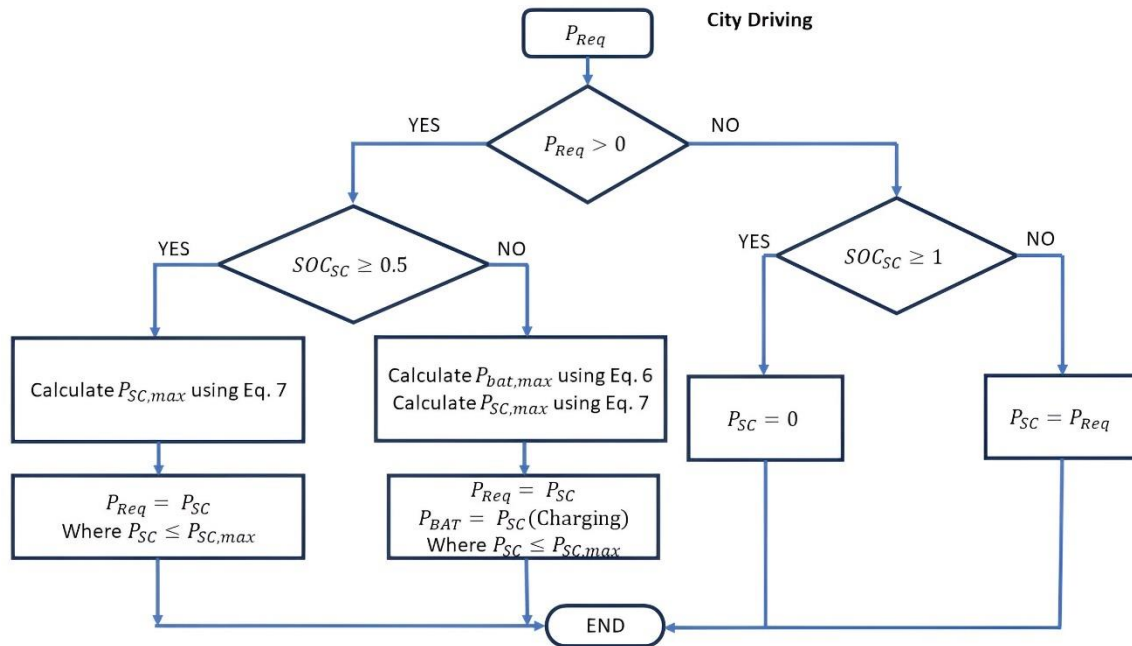 City Driving
P_Req
YES
P_Req > 0
NO
YES
SOC_SC ≥ 0.5
NO
YES
SOC_SC ≥ 1
NO
Calculate P_SC,max using Eq. 7
Calculate P_bat,max using Eq. 6
Calculate P_SC,max using Eq. 7
P_SC = 0
P_SC = P_Req
P_Req = P_SC
Where P_SC ≤ P_SC,max
P_Req = P_SC
P_BAT = P_SC(Charging)
Where P_SC ≤ P_SC,max
END